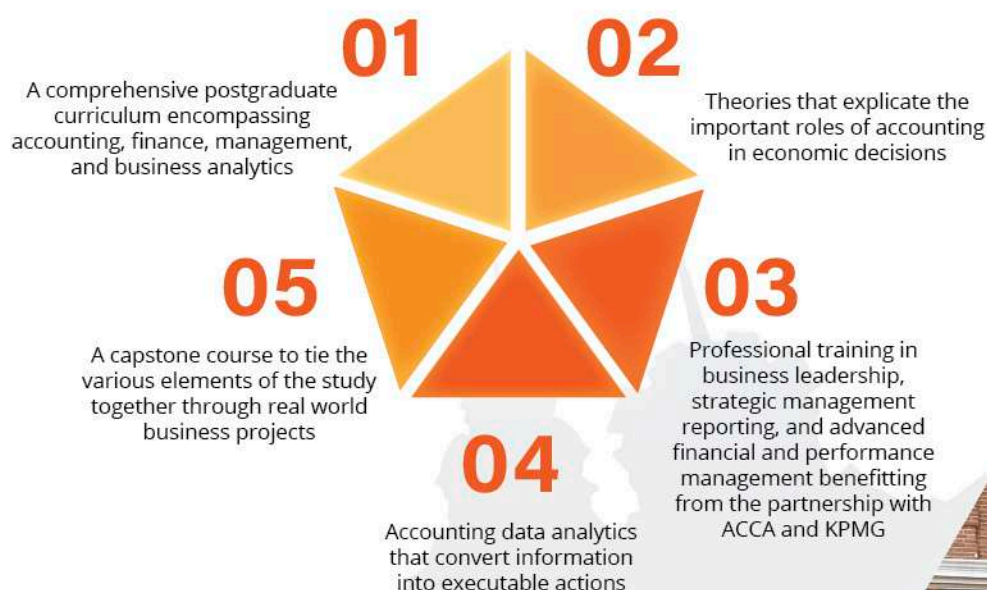 01
A comprehensive postgraduate
curriculum encompassing
accounting, finance, management,
and business analytics
02
Theories that explicate the
important roles of accounting
in economic decisions
03
Professional training in
business leadership,
strategic management
reporting, and advanced
financial and performance
management benefitting
from the partnership with
ACCA and KPMG
04
Accounting data analytics
that convert information
into executable actions
05
A capstone course to tie the
various elements of the study
together through real world
business projects